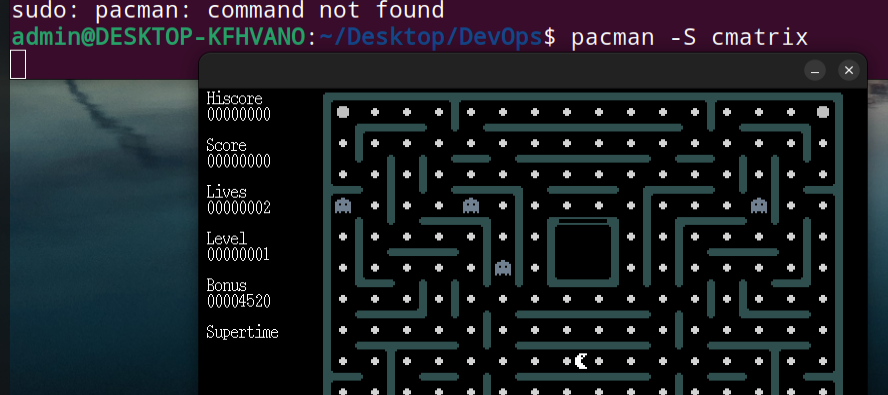 sudo: pacman: command not found
admin@DESKTOP-KFHVANO:~/Desktop/DevOps$ pacman -S cmatrix
Hiscore
00000000
Score
00000000
Lives
00000002
Level
00000001
Bonus
00004520
Supertime